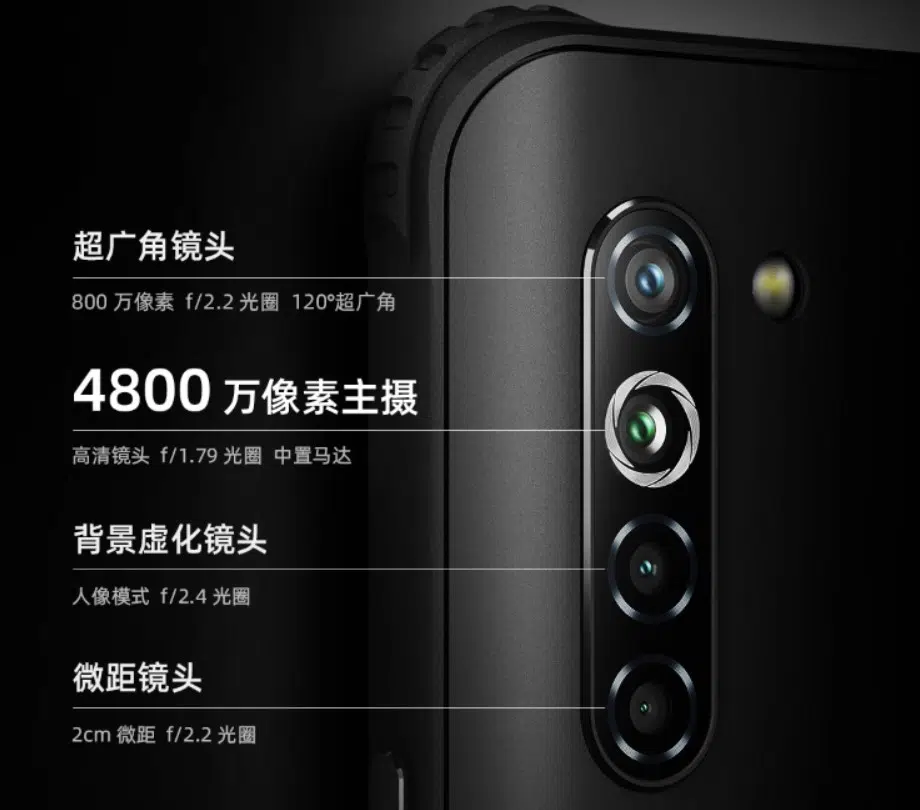 超广角镜头
800 万像素 f/2.2 光圈 120°超广角
4800 万像素主摄
高清镜头 f/1.79 光圈 中置马达
背景虚化镜头
人像模式 f/2.4 光圈
微距镜头
2cm 微距 f/2.2 光圈